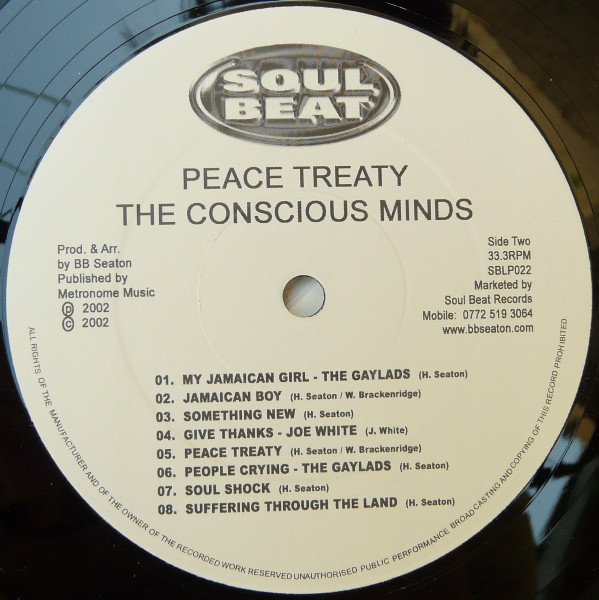 SOUL
BEAT
PEACE TREATY
THE CONSCIOUS MINDS
Prod. & Arr.
by BB Seaton
Published by
Metronome Music
℗ 2002
© 2002
Side Two
33.3RPM
SBLP022
Marketed by
Soul Beat Records
Mobile: 0772 519 3064
www.bbseaton.com
01. MY JAMAICAN GIRL - THE GAYLADS (H. Seaton)
02. JAMAICAN BOY (H. Seaton / W. Brackenridge)
03. SOMETHING NEW (H. Seaton)
04. GIVE THANKS - JOE WHITE (J. White)
05. PEACE TREATY (H. Seaton / W. Brackenridge)
06. PEOPLE CRYING - THE GAYLADS (H. Seaton)
07. SOUL SHOCK (H. Seaton)
08. SUFFERING THROUGH THE LAND (H. Seaton)
ALL RIGHTS OF THE MANUFACTURER AND OF THE OWNER OF THE RECORDED WORK RESERVED UNAUTHORISED PUBLIC PERFORMANCE BROADCASTING AND COPYING OF THIS RECORD PROHIBITED.